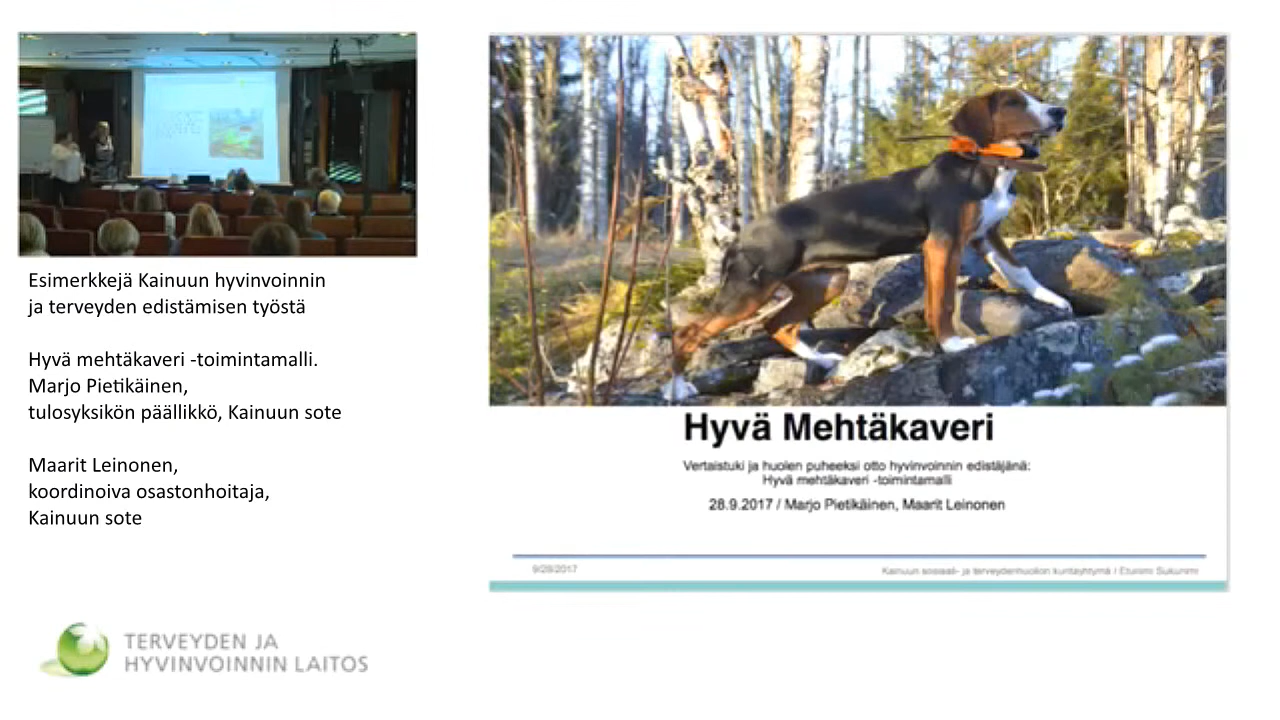 Esimerkkejä Kainuun hyvinvoinnin
ja terveyden edistämisen työstä
Hyvä mehtäkaveri -toimintamalli.
Marjo Pietikäinen,
tulosyksikön päällikkö, Kainuun sote
Maarit Leinonen,
koordinoiva osastonhoitaja,
Kainuun sote
TERVEYDEN JA
HYVINVOINNIN LAITOS
Hyvä Mehtäkaveri
Vertaistuki ja huolen puheeksi otto hyvinvoinnin edistäjänä:
Hyvä mehtäkaveri -toimintamalli
28.9.2017 / Marjo Pietikäinen, Maarit Leinonen
9/28/2017
Kainuun sosiaali- ja terveydenhuollon kuntayhtymä / Etunimi Sukunimi